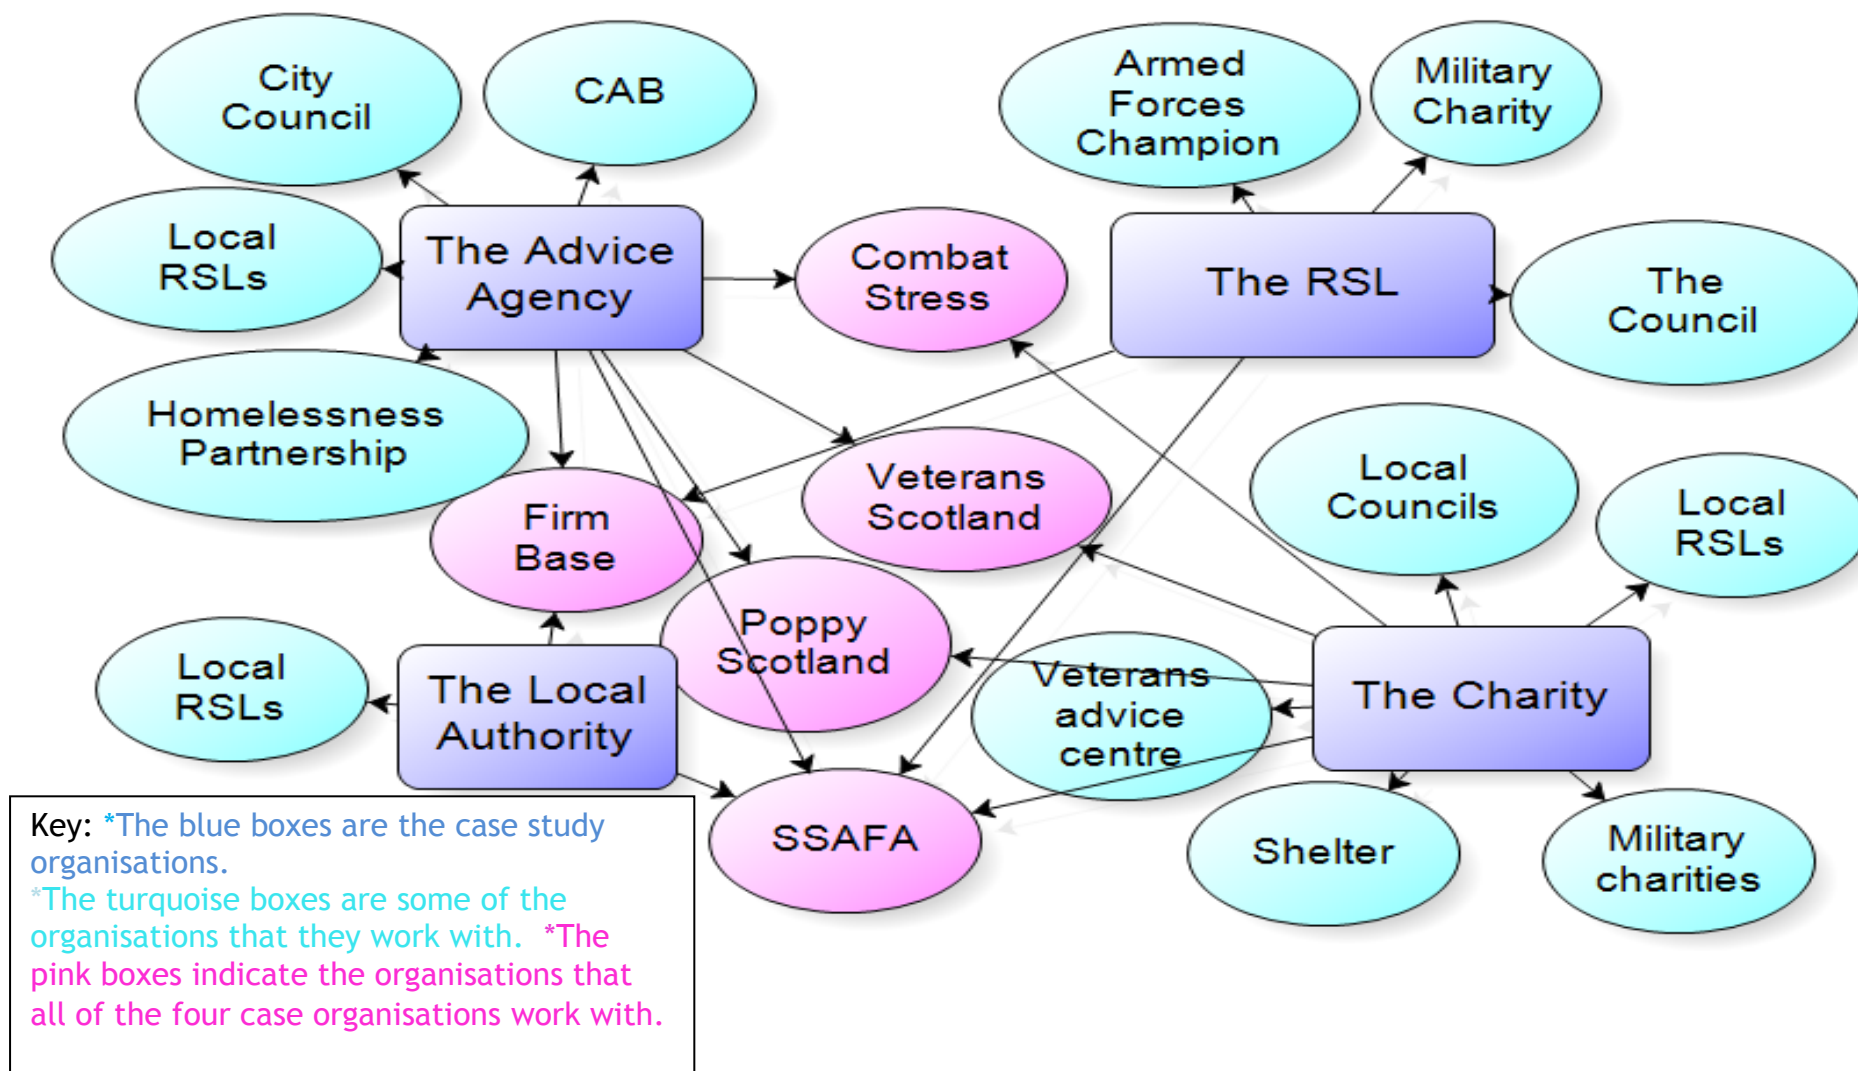 City
Council
CAB
Armed
Forces
Champion
Military
Charity
Local
RSLs
The Advice
Agency
Combat
Stress
The RSL
The
Council
Homelessness
Partnership
Firm
Base
Veterans
Scotland
Local
Councils
Local
RSLs
Poppy
Scotland
Local
RSLs
The Local
Authority
Veterans
advice
centre
The Charity
SSAFA
Shelter
Military
charities
Key: *The blue boxes are the case study
organisations.
*The turquoise boxes are some of the
organisations that they work with. *The
pink boxes indicate the organisations that
all of the four case organisations work with.